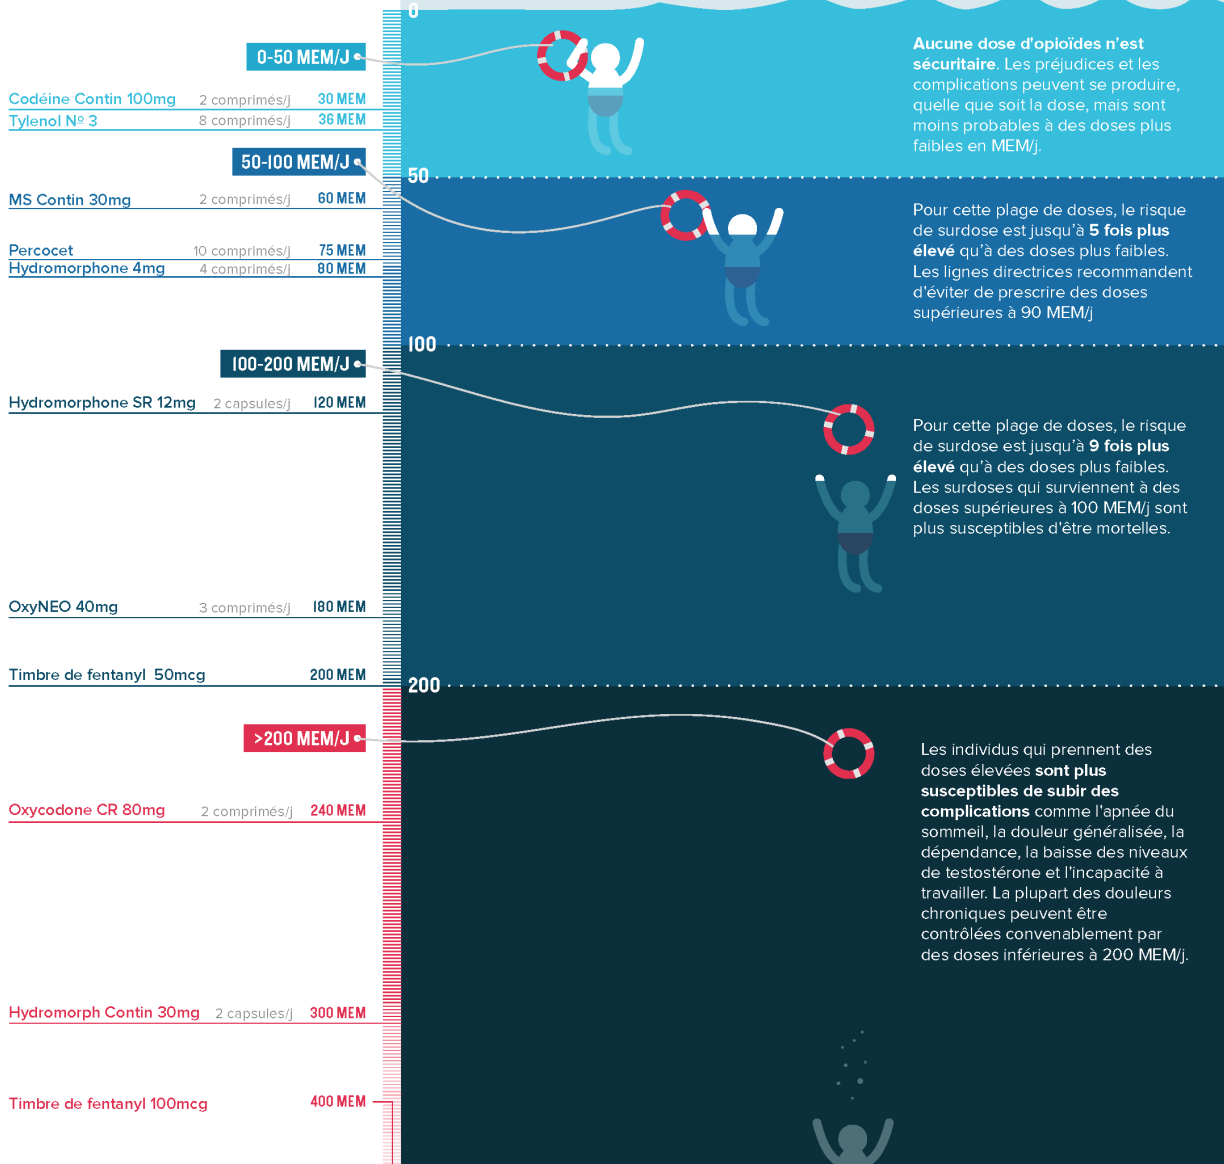 0
0-50 MEM/J
Aucune dose d'opioïdes n'est
sécuritaire. Les préjudices et les
complications peuvent se produire,
quelle que soit la dose, mais sont
moins probables à des doses plus
faibles en MEM/j.
Codéine Contin 100mg 2 comprimés/j 30 MEM
Tylenol Nº 3 8 comprimés/j 36 MEM
50-100 MEM/J
50
MS Contin 30mg 2 comprimés/j 60 MEM
Percocet 10 comprimés/j 75 MEM
Hydromorphone 4mg 4 comprimés/j 80 MEM
Pour cette plage de doses, le risque
de surdose est jusqu'à 5 fois plus
élevé qu'à des doses plus faibles.
Les lignes directrices recommandent
d'éviter de prescrire des doses
supérieures à 90 MEM/j
100
100-200 MEM/J
Hydromorphone SR 12mg 2 capsules/j 120 MEM
Pour cette plage de doses, le risque
de surdose est jusqu'à 9 fois plus
élevé qu'à des doses plus faibles.
Les surdoses qui surviennent à des
doses supérieures à 100 MEM/j sont
plus susceptibles d'être mortelles.
OxyNEO 40mg 3 comprimés/j 180 MEM
Timbre de fentanyl 50mcg 200 MEM
200
>200 MEM/J
Les individus qui prennent des
doses élevées sont plus
susceptibles de subir des
complications comme l'apnée du
sommeil, la douleur généralisée, la
dépendance, la baisse des niveaux
de testostérone et l'incapacité à
travailler. La plupart des douleurs
chroniques peuvent être
contrôlées convenablement par
des doses inférieures à 200 MEM/j.
Oxycodone CR 80mg 2 comprimés/j 240 MEM
Hydromorph Contin 30mg 2 capsules/j 300 MEM
Timbre de fentanyl 100mcg 400 MEM